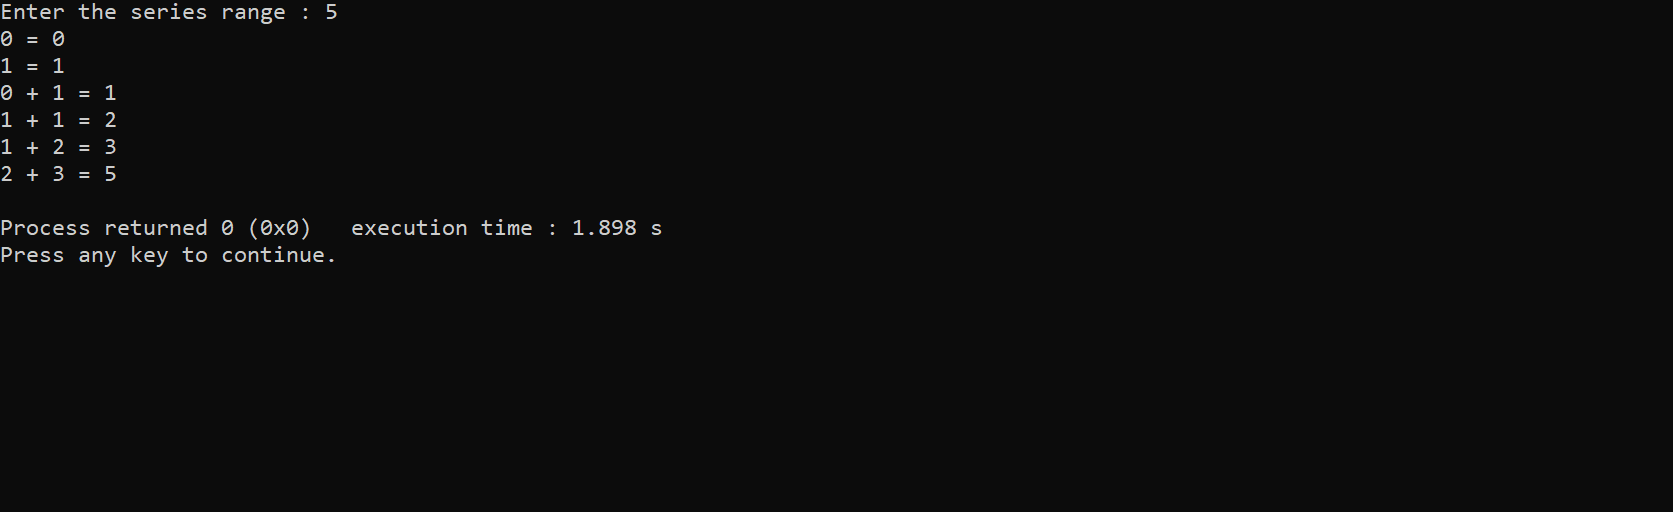 Enter the series range : 5
0 = 0
1 = 1
0 + 1 = 1
1 + 1 = 2
1 + 2 = 3
2 + 3 = 5
Process returned 0 (0x0)   execution time : 1.898 s
Press any key to continue.